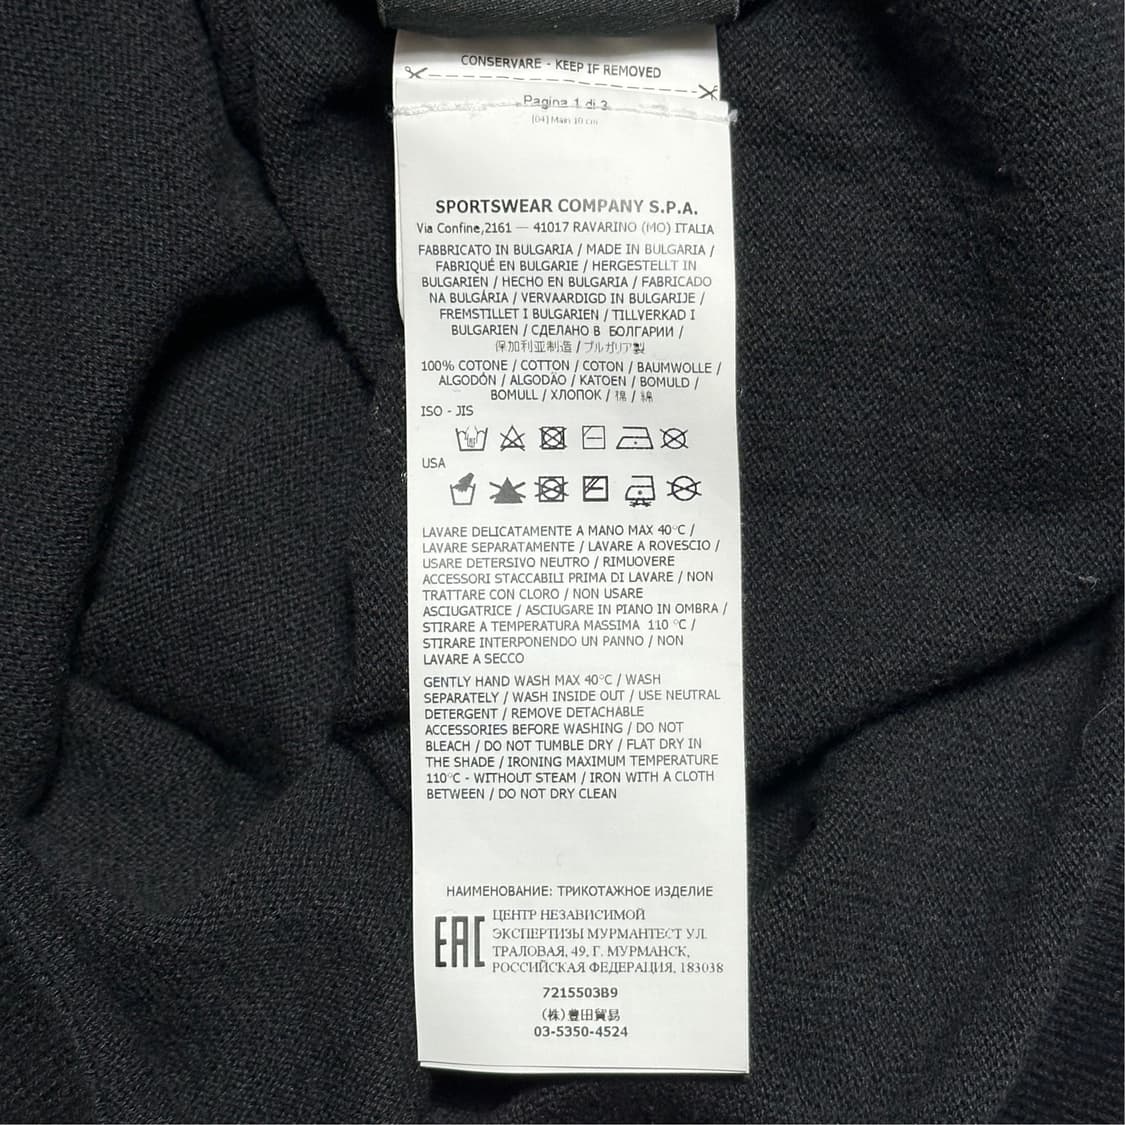 CONSERVARE - KEEP IF REMOVED
Pagina 1 di 3
[04] Main 10 cm
SPORTSWEAR COMPANY S.P.A.
Via Confine,2161 — 41017 RAVARINO (MO) ITALIA
FABBRICATO IN BULGARIA / MADE IN BULGARIA /
FABRIQUÉ EN BULGARIE / HERGESTELLT IN
BULGARIEN / HECHO EN BULGARIA / FABRICADO
NA BULGÁRIA / VERVAARDIGD IN BULGARIJE /
FREMSTILLET I BULGARIEN / TILLVERKAD I
BULGARIEN / СДЕЛАНО В БОЛГАРИИ /
保加利亚制造 / ブルガリア製
100% COTONE / COTTON / COTON / BAUMWOLLE /
ALGODÓN / ALGODÃO / KATOEN / BOMULD /
BOMULL / ХЛОПОК / 棉 / 綿
ISO - JIS
USA
LAVARE DELICATAMENTE A MANO MAX 40°C /
LAVARE SEPARATAMENTE / LAVARE A ROVESCIO /
USARE DETERSIVO NEUTRO / RIMUOVERE
ACCESSORI STACCABILI PRIMA DI LAVARE / NON
TRATTARE CON CLORO / NON USARE
ASCIUGATRICE / ASCIUGARE IN PIANO IN OMBRA /
STIRARE A TEMPERATURA MASSIMA 110 °C /
STIRARE INTERPONENDO UN PANNO / NON
LAVARE A SECCO
GENTLY HAND WASH MAX 40°C / WASH
SEPARATELY / WASH INSIDE OUT / USE NEUTRAL
DETERGENT / REMOVE DETACHABLE
ACCESSORIES BEFORE WASHING / DO NOT
BLEACH / DO NOT TUMBLE DRY / FLAT DRY IN
THE SHADE / IRONING MAXIMUM TEMPERATURE
110°C - WITHOUT STEAM / IRON WITH A CLOTH
BETWEEN / DO NOT DRY CLEAN
НАИМЕНОВАНИЕ: ТРИКОТАЖНОЕ ИЗДЕЛИЕ
EAC
ЦЕНТР НЕЗАВИСИМОЙ
ЭКСПЕРТИЗЫ МУРМАНТЕСТ УЛ.
ТРАЛОВАЯ, 49, Г. МУРМАНСК,
РОССИЙСКАЯ ФЕДЕРАЦИЯ, 183038
7215503B9
(株)豊田貿易
03-5350-4524